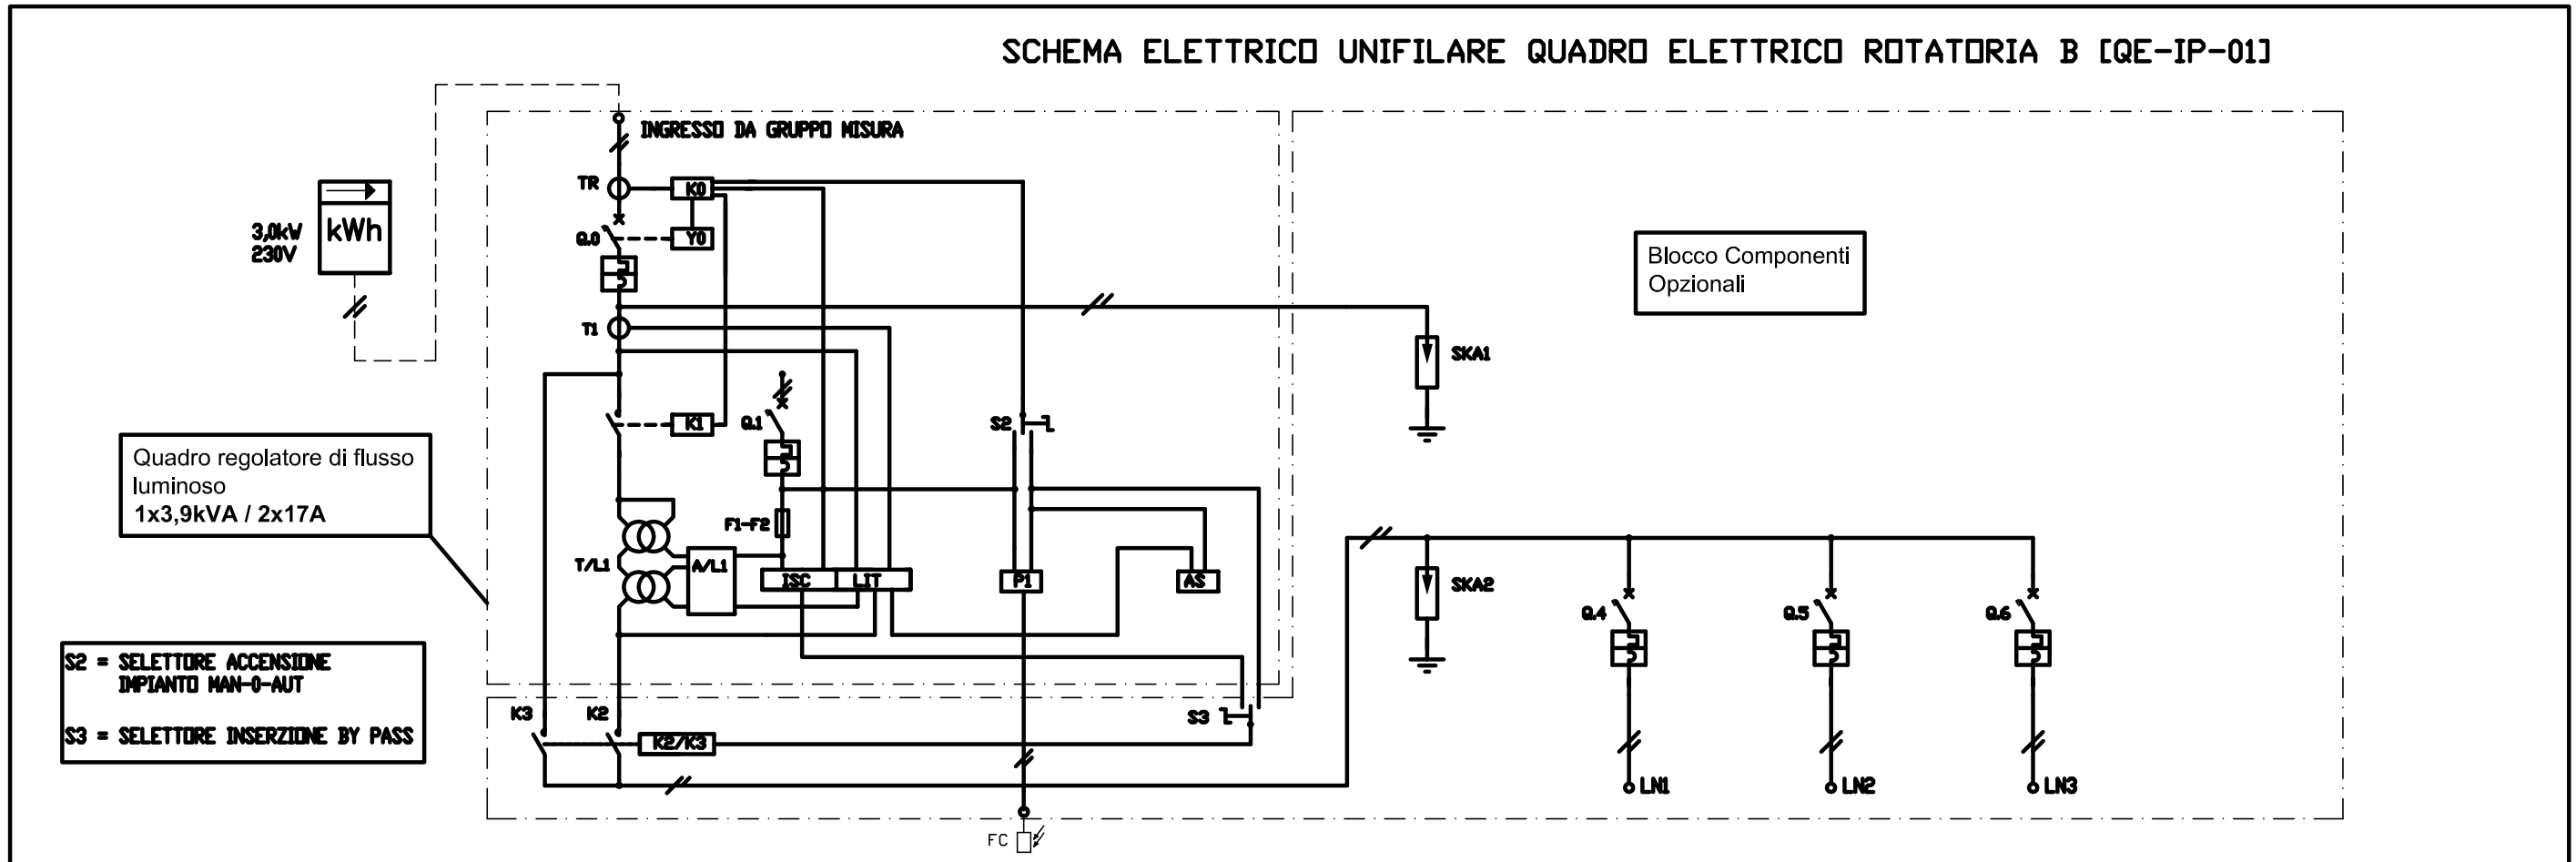 SCHEMA ELETTRICO UNIFILARE QUADRO ELETTRICO ROTATORIA B [QE-IP-01]
INGRESSO DA GRUPPO MISURA
TR
K0
3,0kW
230V
kWh
Q.0
Y0
Blocco Componenti
Opzionali
T1
SKA1
K1
Q.1
S2
Quadro regolatore di flusso
luminoso
1x3,9kVA / 2x17A
F1-F2
T/L1
A/L1
ISC
LIT
P1
AS
SKA2
Q.4
Q.5
Q.6
S2 = SELETTORE ACCENSIONE
IMPIANTO MAN-0-AUT
S3 = SELETTORE INSERZIONE BY PASS
K3
K2
S3
K2/K3
LN1
LN2
LN3
FC